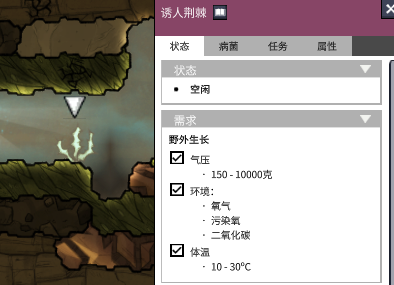 诱人荆棘
状态 病菌 任务 属性
状态
• 空闲
需求
野外生长
气压
· 150 - 10000克
环境:
· 氧气
· 污染氧
· 二氧化碳
体温
· 10 - 30°C